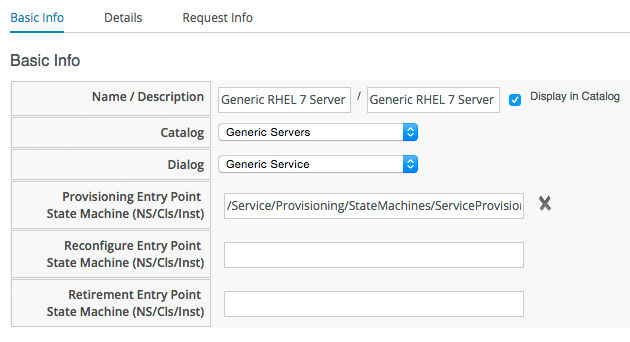 Basic Info Details Request Info
Basic Info
Name / Description Generic RHEL 7 Server / Generic RHEL 7 Server Display in Catalog
Catalog Generic Servers
Dialog Generic Service
Provisioning Entry Point
State Machine (NS/Cls/Inst) /Service/Provisioning/StateMachines/ServiceProvision
Reconfigure Entry Point
State Machine (NS/Cls/Inst)
Retirement Entry Point
State Machine (NS/Cls/Inst)